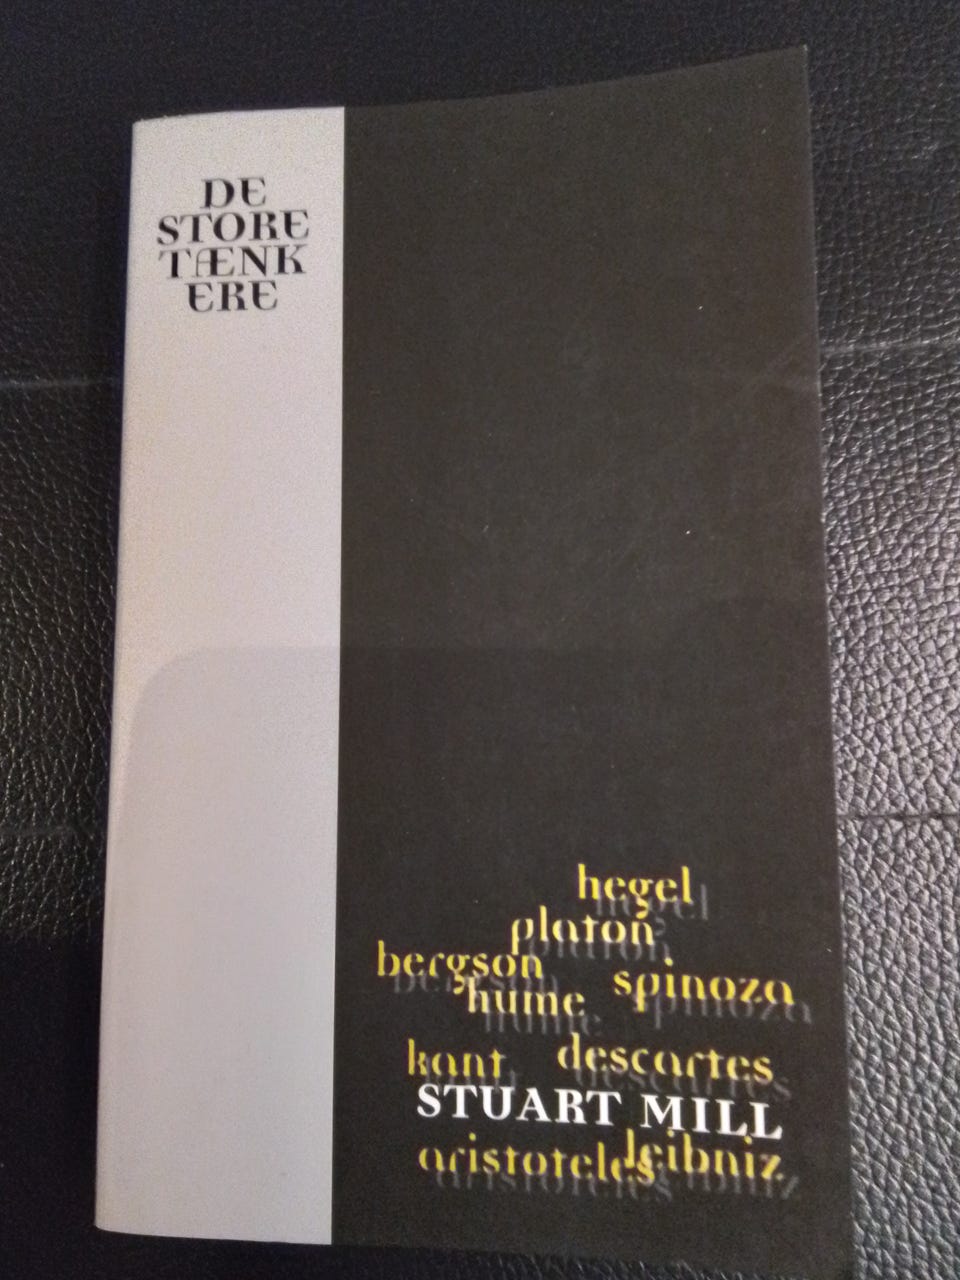 DE
STORE
TÆNK
ERE
hegel
platon
bergson
spinoza
hume
descartes
kant
STUART MILL
leibniz
aristoteles